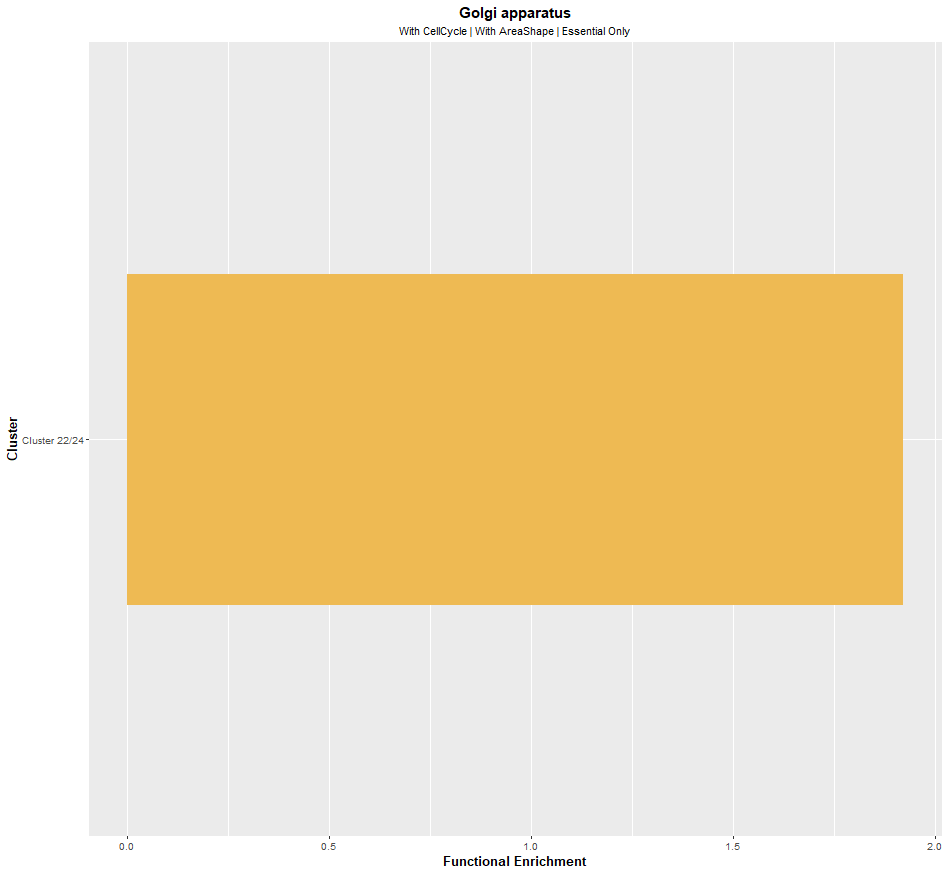 Golgi apparatus
With CellCycle | With AreaShape | Essential Only
Cluster
Cluster 22/24
0.0 0.5 1.0 1.5 2.0
Functional Enrichment